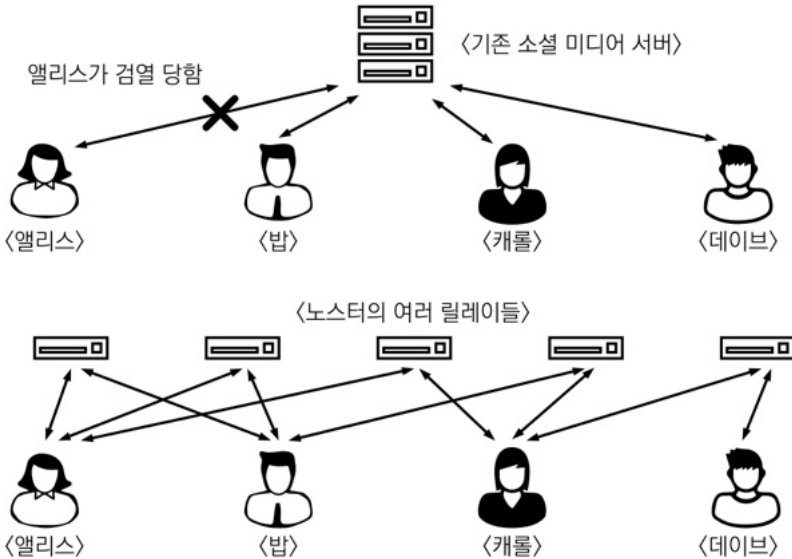 〈기존 소셜 미디어 서버〉
앨리스가 검열 당함
〈앨리스〉
〈밥〉
〈캐롤〉
〈데이브〉
〈노스터의 여러 릴레이들〉
〈앨리스〉
〈밥〉
〈캐롤〉
〈데이브〉